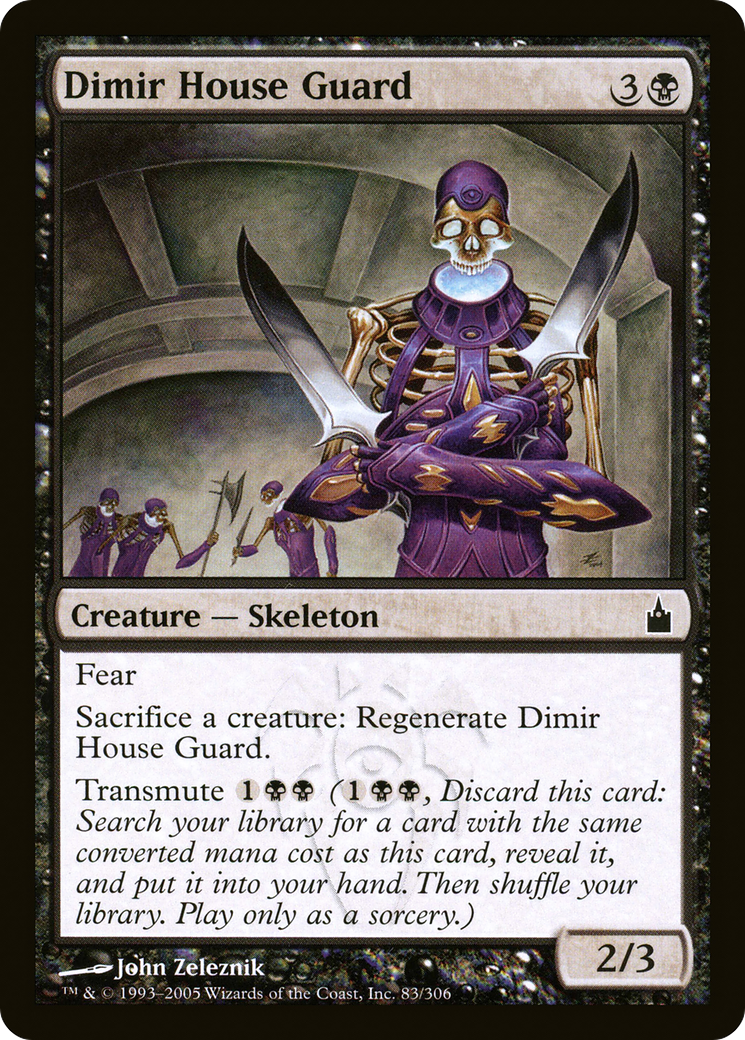 Dimir House Guard 3
Creature — Skeleton
Fear
Sacrifice a creature: Regenerate Dimir
House Guard.
Transmute 1 (1, Discard this card:
Search your library for a card with the same
converted mana cost as this card, reveal it,
and put it into your hand. Then shuffle your
library. Play only as a sorcery.)
2/3
John Zeleznik
™ & © 1993–2005 Wizards of the Coast, Inc. 83/306